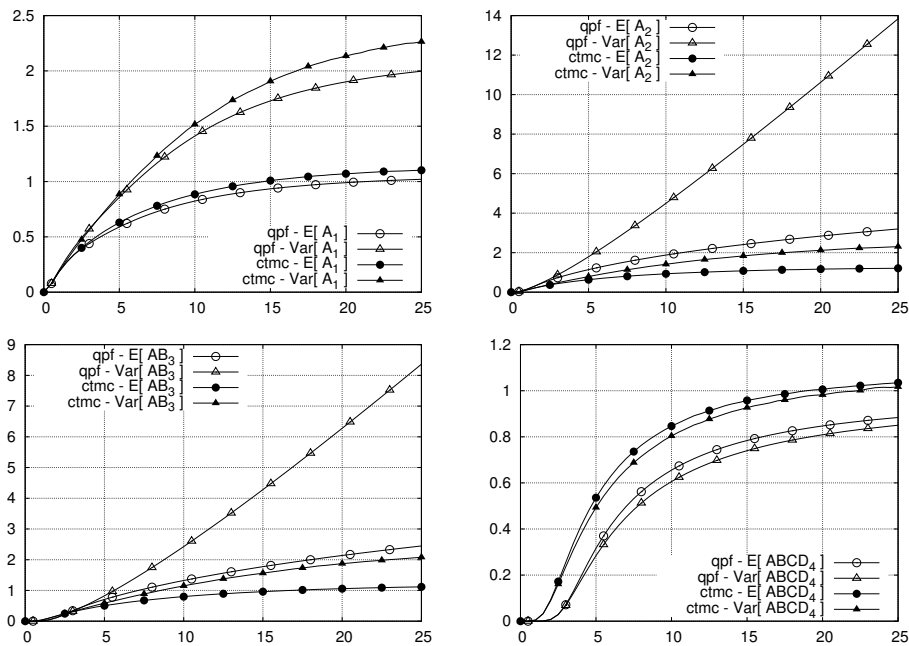 2.5
2
1.5
1
0.5
0
0 5 10 15 20 25
qpf - E[ A₁ ]
qpf - Var[ A₁ ]
ctmc - E[ A₁ ]
ctmc - Var[ A₁ ]
14
12
10
8
6
4
2
0
0 5 10 15 20 25
qpf - E[ A₂ ]
qpf - Var[ A₂ ]
ctmc - E[ A₂ ]
ctmc - Var[ A₂ ]
9
8
7
6
5
4
3
2
1
0
0 5 10 15 20 25
qpf - E[ AB₃ ]
qpf - Var[ AB₃ ]
ctmc - E[ AB₃ ]
ctmc - Var[ AB₃ ]
1.2
1
0.8
0.6
0.4
0.2
0
0 5 10 15 20 25
qpf - E[ ABCD₄ ]
qpf - Var[ ABCD₄ ]
ctmc - E[ ABCD₄ ]
ctmc - Var[ ABCD₄ ]